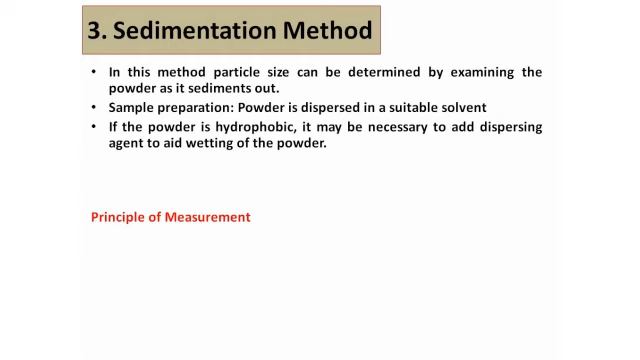 3. Sedimentation Method
• In this method particle size can be determined by examining the
powder as it sediments out.
• Sample preparation: Powder is dispersed in a suitable solvent
• If the powder is hydrophobic, it may be necessary to add dispersing
agent to aid wetting of the powder.
Principle of Measurement